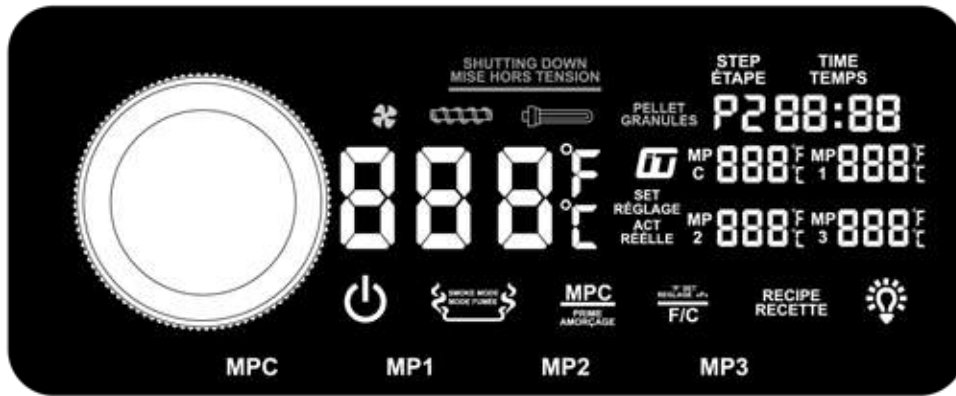 SHUTTING DOWN
MISE HORS TENSION
STEP
ÉTAPE
TIME
TEMPS
PELLET
GRANULES
P2 88:88
888
°F
°C
MP
C
888
°F
°C
MP
1
888
°F
°C
SET
RÉGLAGE
ACT
RÉELLE
MP
2
888
°F
°C
MP
3
888
°F
°C
SMOKE MODE
MODE FUMÉE
MPC
PRIME
AMORÇAGE
F/C
RECIPE
RECETTE
MPC MP1 MP2 MP3